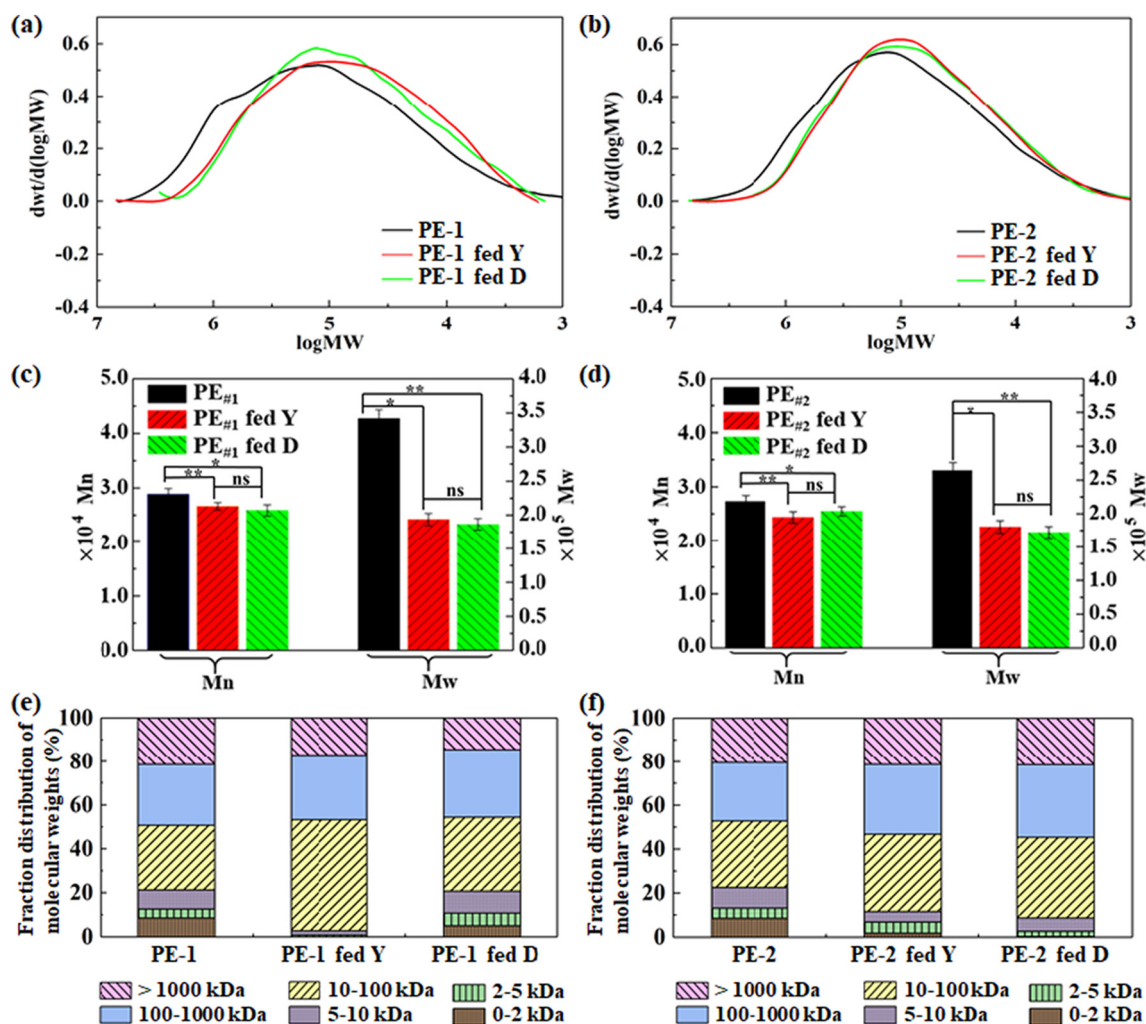 (a)
dwt/d(logMW)
0.6
0.4
0.2
0.0
-0.2
-0.4
PE-1
PE-1 fed Y
PE-1 fed D
7 6 5 4 3
logMW
(b)
dwt/d(logMW)
0.6
0.4
0.2
0.0
-0.2
-0.4
PE-2
PE-2 fed Y
PE-2 fed D
7 6 5 4 3
logMW
(c)
×10⁴ Mn
5.0
4.0
3.0
2.0
1.0
0.0
PE#1
PE#1 fed Y
PE#1 fed D
*
**
ns
**
*
ns
4.0
3.5
3.0
2.5
2.0
1.5
1.0
0.5
0.0
×10⁵ Mw
Mn Mw
(d)
×10⁴ Mn
5.0
4.0
3.0
2.0
1.0
0.0
PE#2
PE#2 fed Y
PE#2 fed D
*
**
ns
**
*
ns
4.0
3.5
3.0
2.5
2.0
1.5
1.0
0.5
0.0
×10⁵ Mw
Mn Mw
(e)
Fraction distribution of
molecular weights (%)
100
80
60
40
20
0
PE-1 PE-1 fed Y PE-1 fed D
> 1000 kDa 10-100kDa 2-5 kDa
100-1000 kDa 5-10 kDa 0-2 kDa
(f)
Fraction distribution of
molecular weights (%)
100
80
60
40
20
0
PE-2 PE-2 fed Y PE-2 fed D
> 1000 kDa 10-100kDa 2-5 kDa
100-1000 kDa 5-10 kDa 0-2 kDa